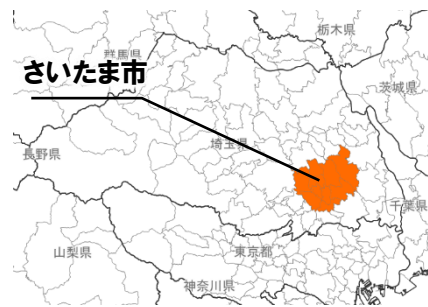 栃木県
群馬県
さいたま市
茨城県
埼玉県
長野県
千葉県
山梨県
東京都
神奈川県